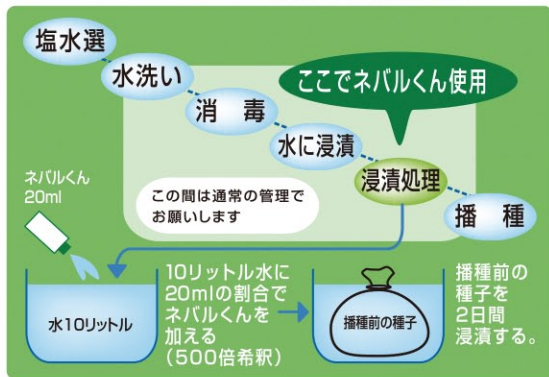 塩水選
水洗い
消 毒
水に浸漬
ここでネバルくん使用
浸漬処理
播 種
この間は通常の管理で
お願いします
ネバルくん
20ml
水10リットル
10リットル水に
20mlの割合で
ネバルくんを
加える
（500倍希釈）
播種前の種子
播種前の
種子を
2日間
浸漬する。